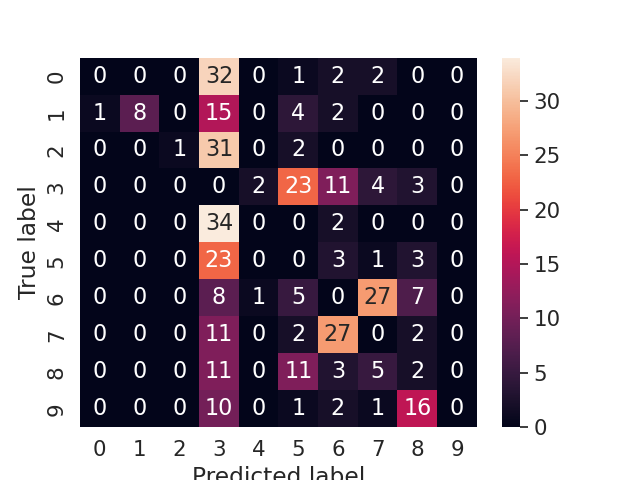 0 0 0 0 32 0 1 2 2 0 0
1 1 8 0 15 0 4 2 0 0 0
2 0 0 1 31 0 2 0 0 0 0
3 0 0 0 0 2 23 11 4 3 0
4 0 0 0 34 0 0 2 0 0 0
5 0 0 0 23 0 0 3 1 3 0
6 0 0 0 8 1 5 0 27 7 0
7 0 0 0 11 0 2 27 0 2 0
8 0 0 0 11 0 11 3 5 2 0
9 0 0 0 10 0 1 2 1 16 0
0 1 2 3 4 5 6 7 8 9
Predicted label
True label
30
25
20
15
10
5
0